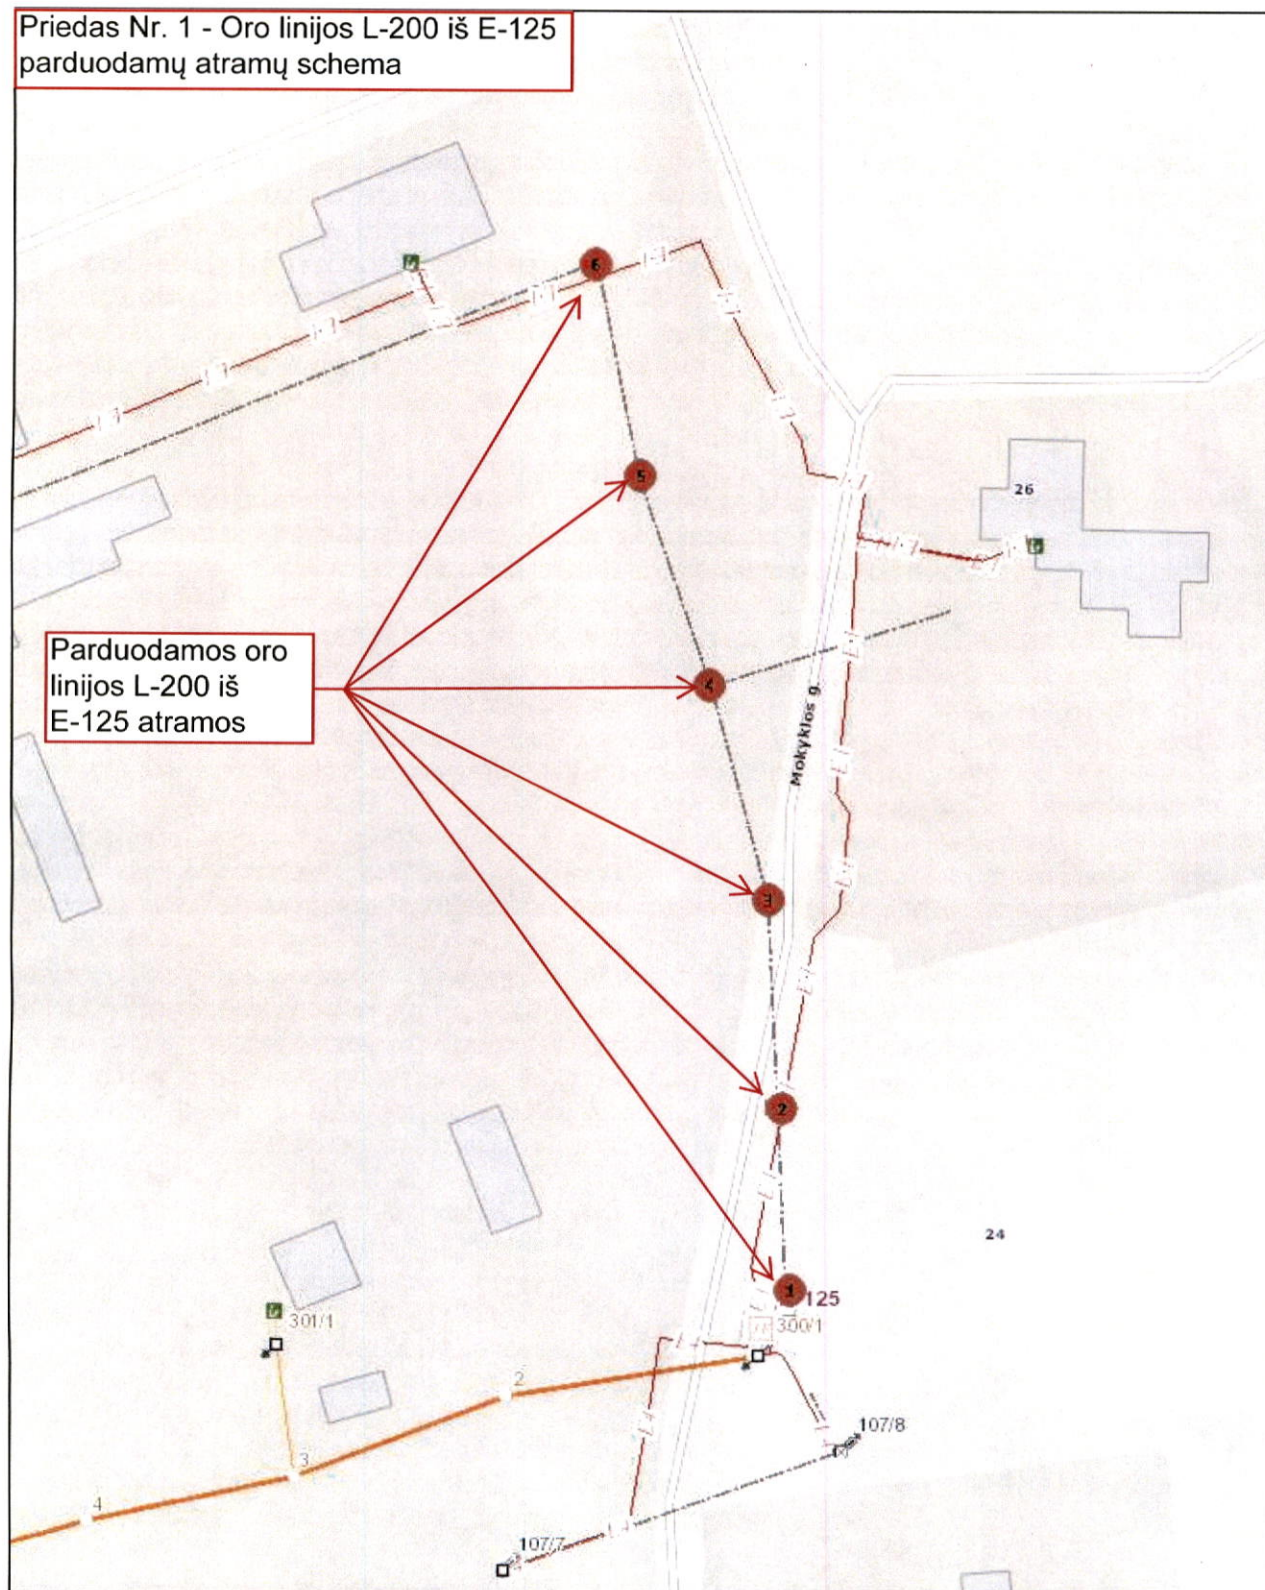 Priedas Nr. 1 - Oro linijos L-200 iš E-125
parduodamų atramų schema
6
5
26
Parduodamos oro
linijos L-200 iš
E-125 atramos
4
Mokyklos g.
3
2
24
1
125
301/1
300/1
2
107/8
3
4
107/7